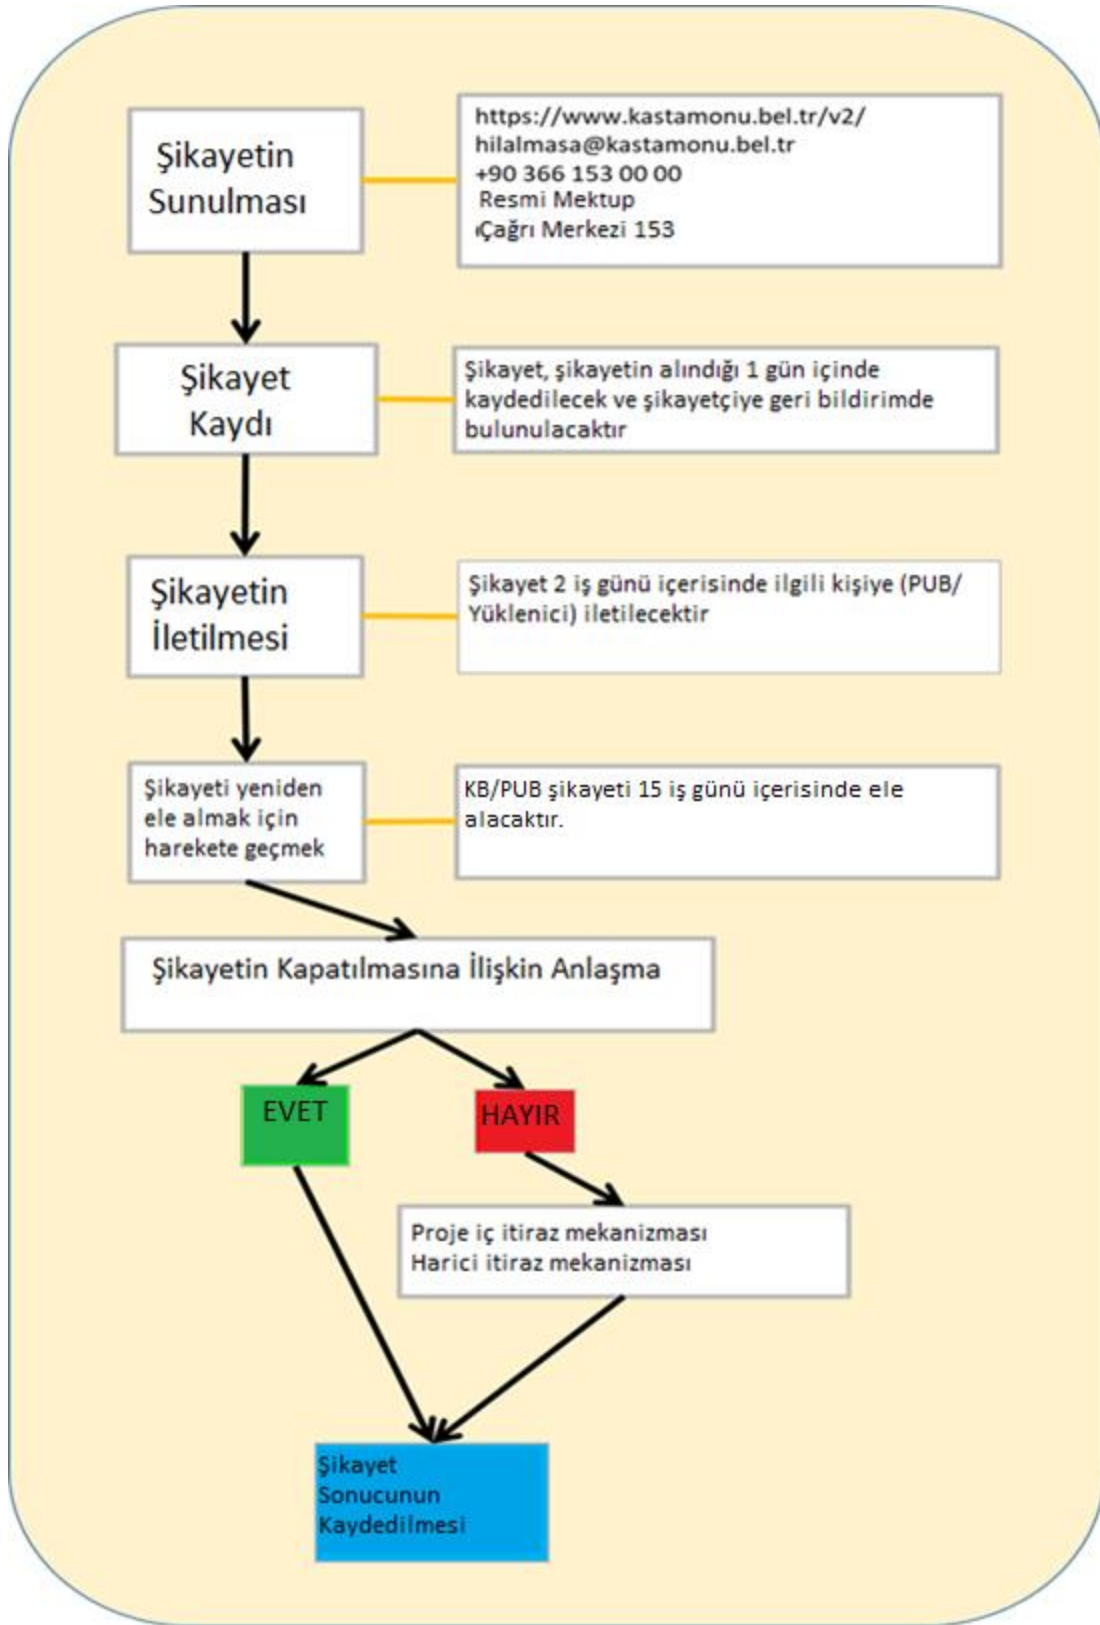 Şikayetin
Sunulması
https://www.kastamonu.bel.tr/v2/
hilalmasa@kastamonu.bel.tr
+90 366 153 00 00
Resmi Mektup
Çağrı Merkezi 153
Şikayet
Kaydı
Şikayet, şikayetin alındığı 1 gün içinde
kaydedilecek ve şikayetçiye geri bildirimde
bulunulacaktır
Şikayetin
İletilmesi
Şikayet 2 iş günü içerisinde ilgili kişiye (PUB/
Yüklenici) iletilecektir
Şikayeti yeniden
ele almak için
harekete geçmek
KB/PUB şikayeti 15 iş günü içerisinde ele
alacaktır.
Şikayetin Kapatılmasına İlişkin Anlaşma
EVET
HAYIR
Proje iç itiraz mekanizması
Harici itiraz mekanizması
Şikayet
Sonucunun
Kaydedilmesi